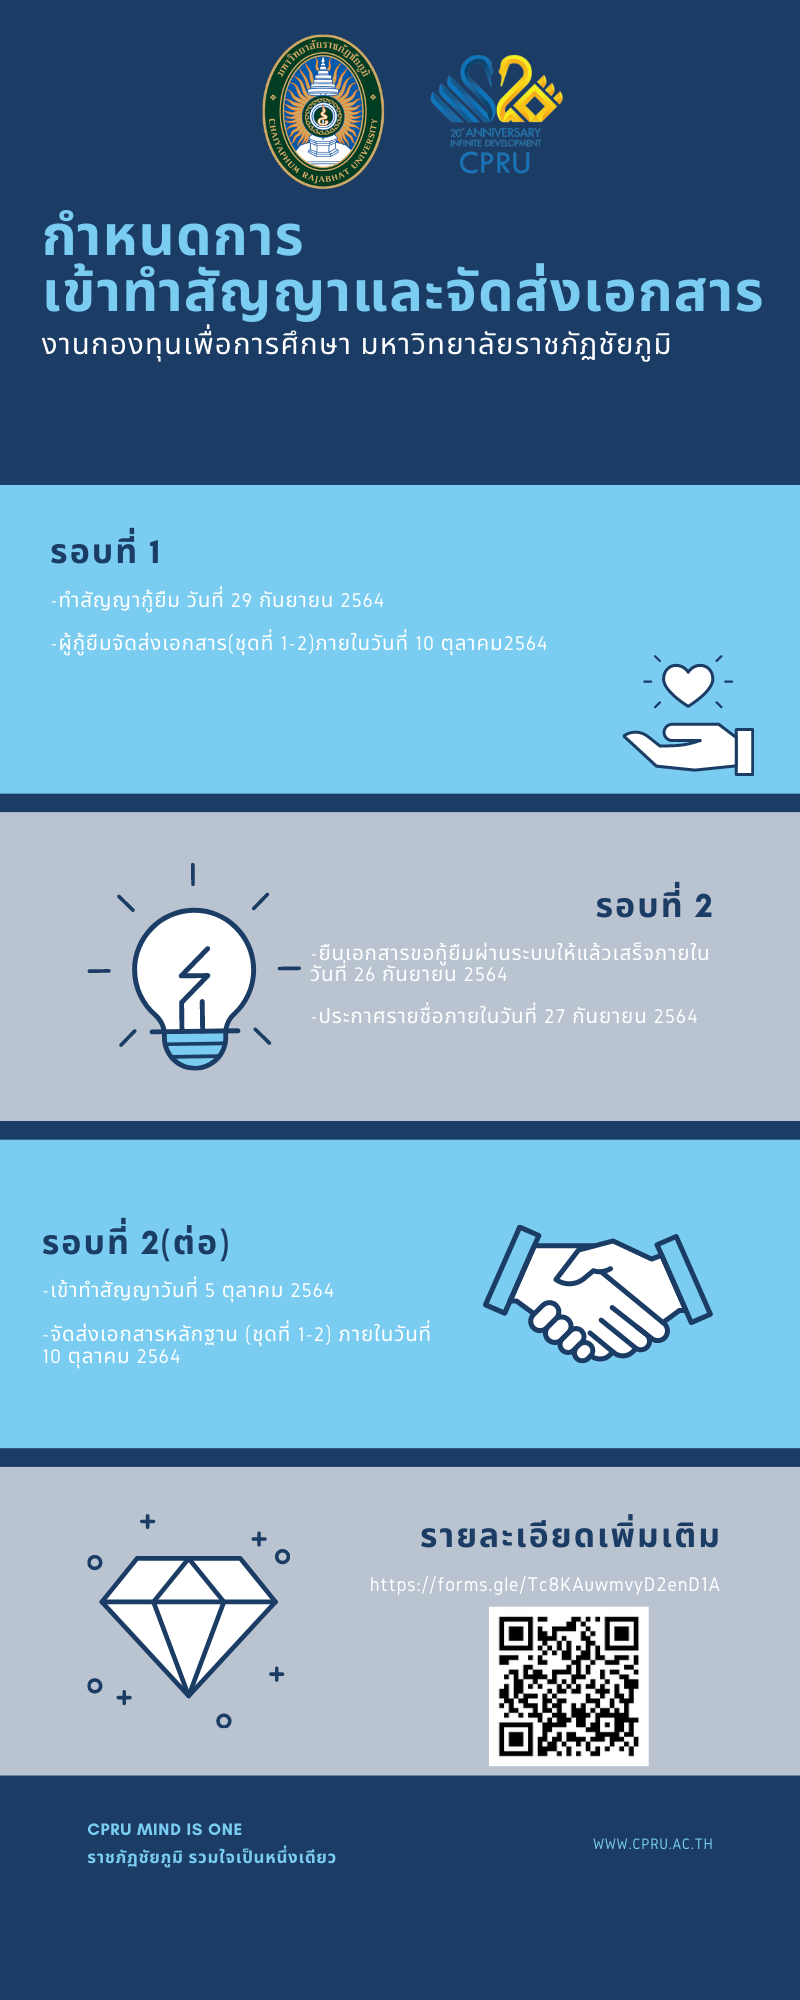 มหาวิทยาลัยราชภัฏชัยภูมิ
CHAIYAPHUM RAJABHAT UNIVERSITY
20th ANNIVERSARY
INFINITE DEVELOPMENT
CPRU
กำหนดการ
เข้าทำสัญญาและจัดส่งเอกสาร
งานกองทุนเพื่อการศึกษา มหาวิทยาลัยราชภัฏชัยภูมิ
รอบที่ 1
-ทำสัญญากู้ยืม วันที่ 29 กันยายน 2564
-ผู้กู้ยืมจัดส่งเอกสาร(ชุดที่ 1-2)ภายในวันที่ 10 ตุลาคม2564
รอบที่ 2
-ยืนเอกสารขอกู้ยืมผ่านระบบให้แล้วเสร็จภายใน
วันที่ 26 กันยายน 2564
-ประกาศรายชื่อภายในวันที่ 27 กันยายน 2564
รอบที่ 2(ต่อ)
-เข้าทำสัญญาวันที่ 5 ตุลาคม 2564
-จัดส่งเอกสารหลักฐาน (ชุดที่ 1-2) ภายในวันที่
10 ตุลาคม 2564
รายละเอียดเพิ่มเติม
https://forms.gle/Tc8KAuwmvyD2enD1A
CPRU MIND IS ONE
ราชภัฏชัยภูมิ รวมใจเป็นหนึ่งเดียว
WWW.CPRU.AC.TH